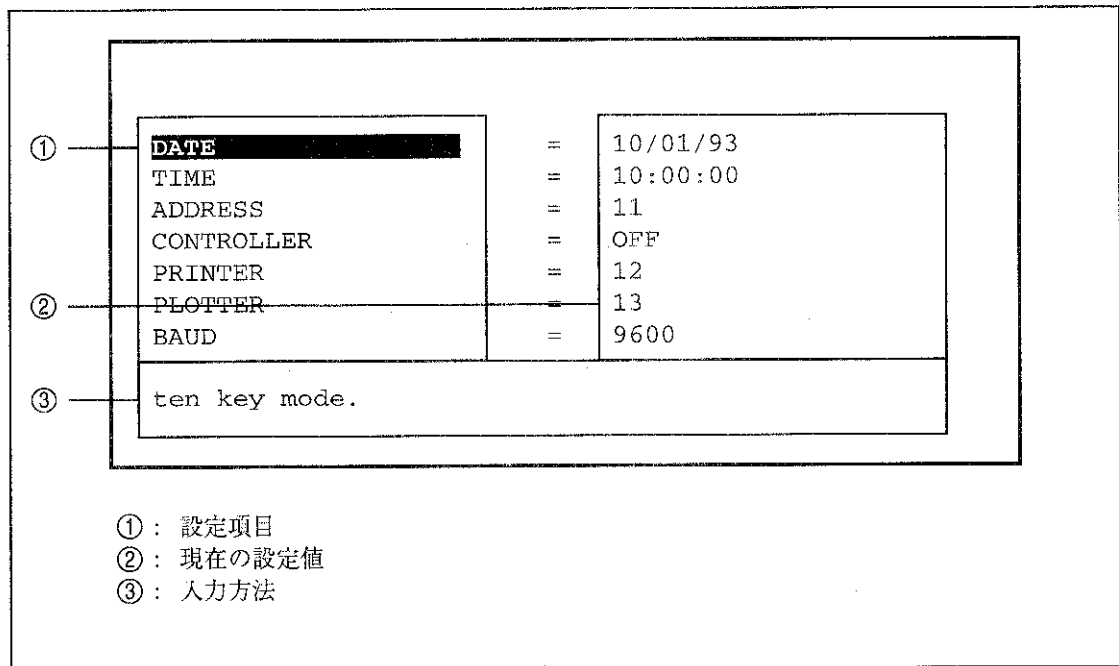 ① DATE = 10/01/93
TIME = 10:00:00
ADDRESS = 11
CONTROLLER = OFF
PRINTER = 12
② PLOTTER = 13
BAUD = 9600
③ ten key mode.
①: 設定項目
②: 現在の設定値
③: 入力方法